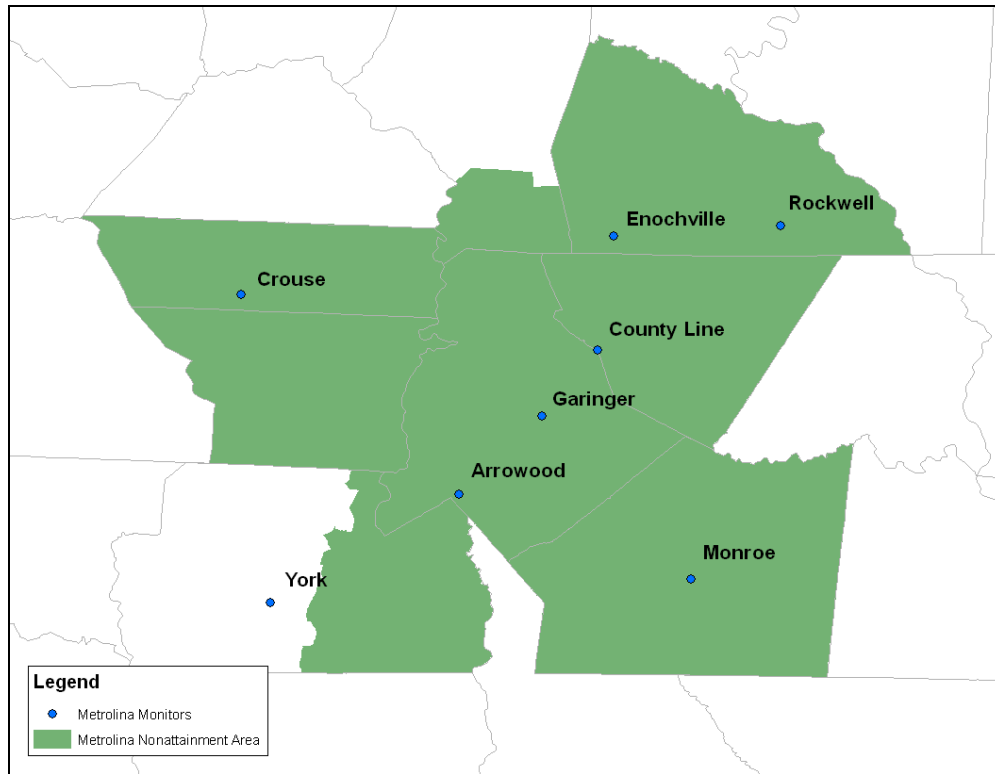 Rockwell
Enochville
Crouse
County Line
Garinger
Arrowood
Monroe
York
Legend
Metrolina Monitors
Metrolina Nonattainment Area